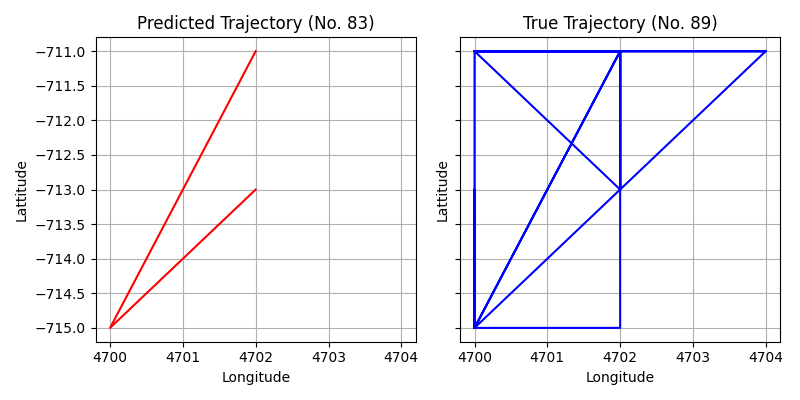 Predicted Trajectory (No. 83)
True Trajectory (No. 89)
−711.0
−711.5
−712.0
−712.5
−713.0
−713.5
−714.0
−714.5
−715.0
Lattitude
Lattitude
4700 4701 4702 4703 4704
4700 4701 4702 4703 4704
Longitude
Longitude